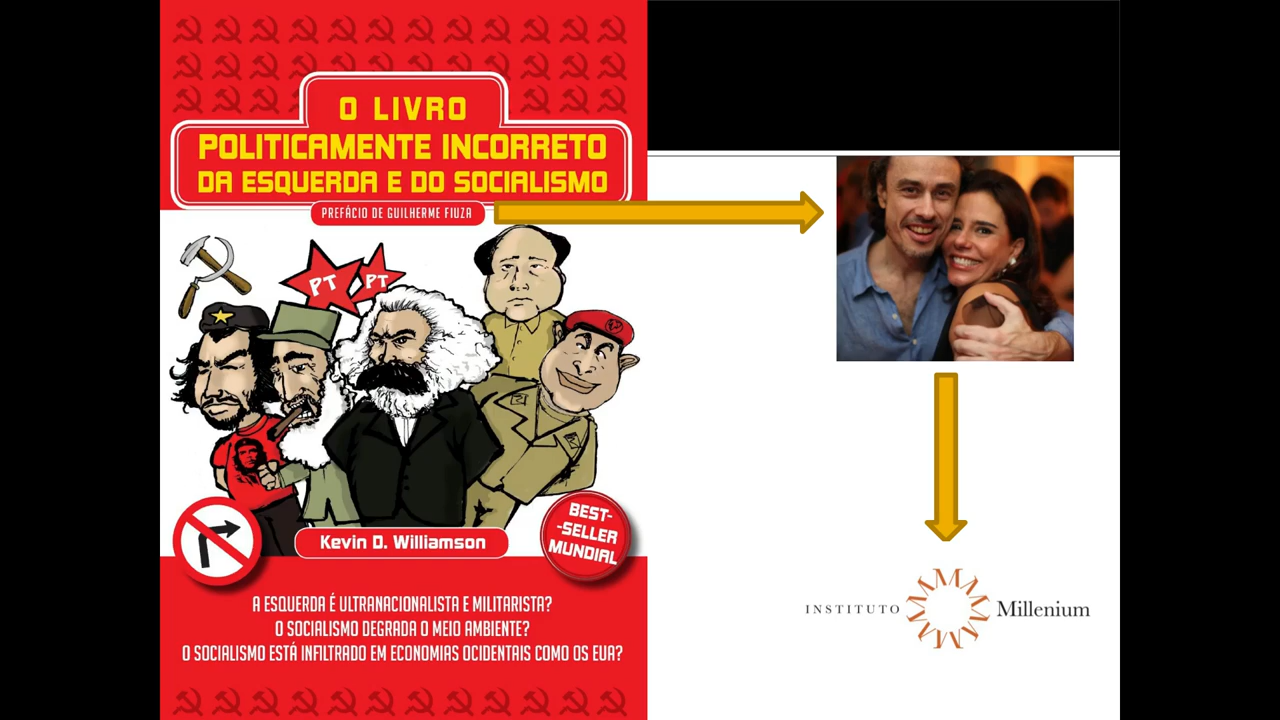 O LIVRO
POLITICAMENTE INCORRETO
DA ESQUERDA E DO SOCIALISMO
PREFÁCIO DE GUILHERME FIUZA
PT PT
Kevin D. Williamson
BEST-
-SELLER
MUNDIAL
A ESQUERDA É ULTRANACIONALISTA E MILITARISTA?
O SOCIALISMO DEGRADA O MEIO AMBIENTE?
O SOCIALISMO ESTÁ INFILTRADO EM ECONOMIAS OCIDENTAIS COMO OS EUA?
INSTITUTO Millenium